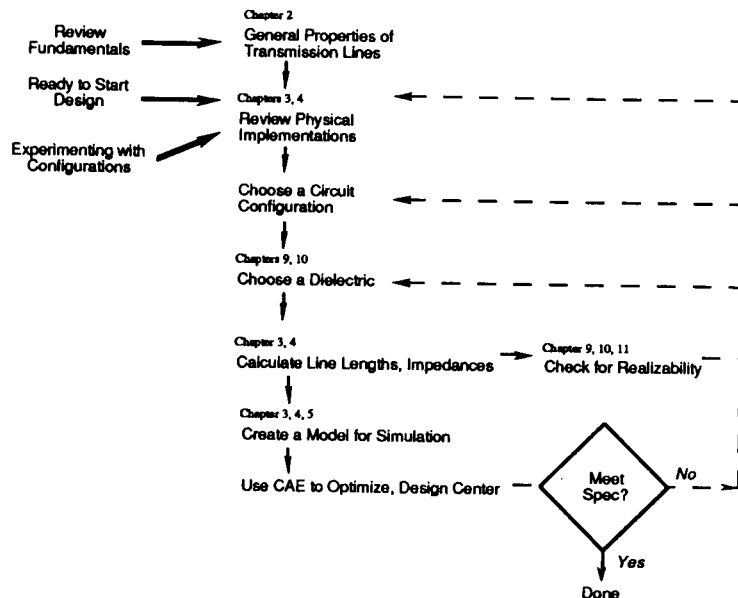 Chapter 2
Review
Fundamentals
General Properties of
Transmission Lines
Ready to Start
Design
Chapters 3, 4
Review Physical
Implementations
Experimenting with
Configurations
Choose a Circuit
Configuration
Chapters 9, 10
Choose a Dielectric
Chapter 3, 4
Calculate Line Lengths, Impedances
Chapter 9, 10, 11
Check for Realizability
Chapter 3, 4, 5
Create a Model for Simulation
Use CAE to Optimize, Design Center
Meet
Spec?
No
Yes
Done